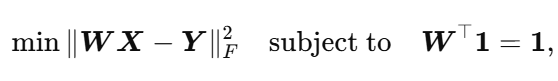 min ‖WX − Y‖²_F subject to W^⊤1 = 1,